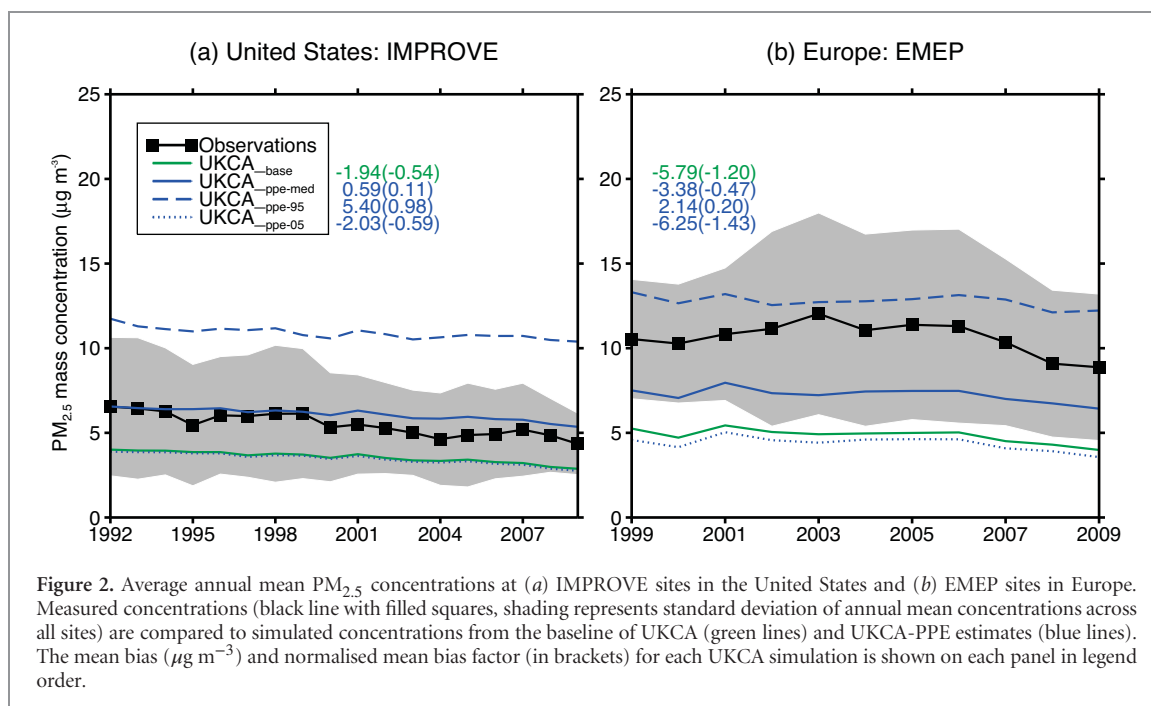 (a) United States: IMPROVE
(b) Europe: EMEP
PM2.5 mass concentration (µg m-3)
25
20
15
10
5
0
Observations
UKCA_base
UKCA_ppe-med
UKCA_ppe-95
UKCA_ppe-05
-1.94(-0.54)
0.59(0.11)
5.40(0.98)
-2.03(-0.59)
1992 1995 1998 2001 2004 2007
25
20
15
10
5
0
-5.79(-1.20)
-3.38(-0.47)
2.14(0.20)
-6.25(-1.43)
1999 2001 2003 2005 2007 2009
Figure 2. Average annual mean PM2.5 concentrations at (a) IMPROVE sites in the United States and (b) EMEP sites in Europe.
Measured concentrations (black line with filled squares, shading represents standard deviation of annual mean concentrations across
all sites) are compared to simulated concentrations from the baseline of UKCA (green lines) and UKCA-PPE estimates (blue lines).
The mean bias (µg m−3) and normalised mean bias factor (in brackets) for each UKCA simulation is shown on each panel in legend
order.